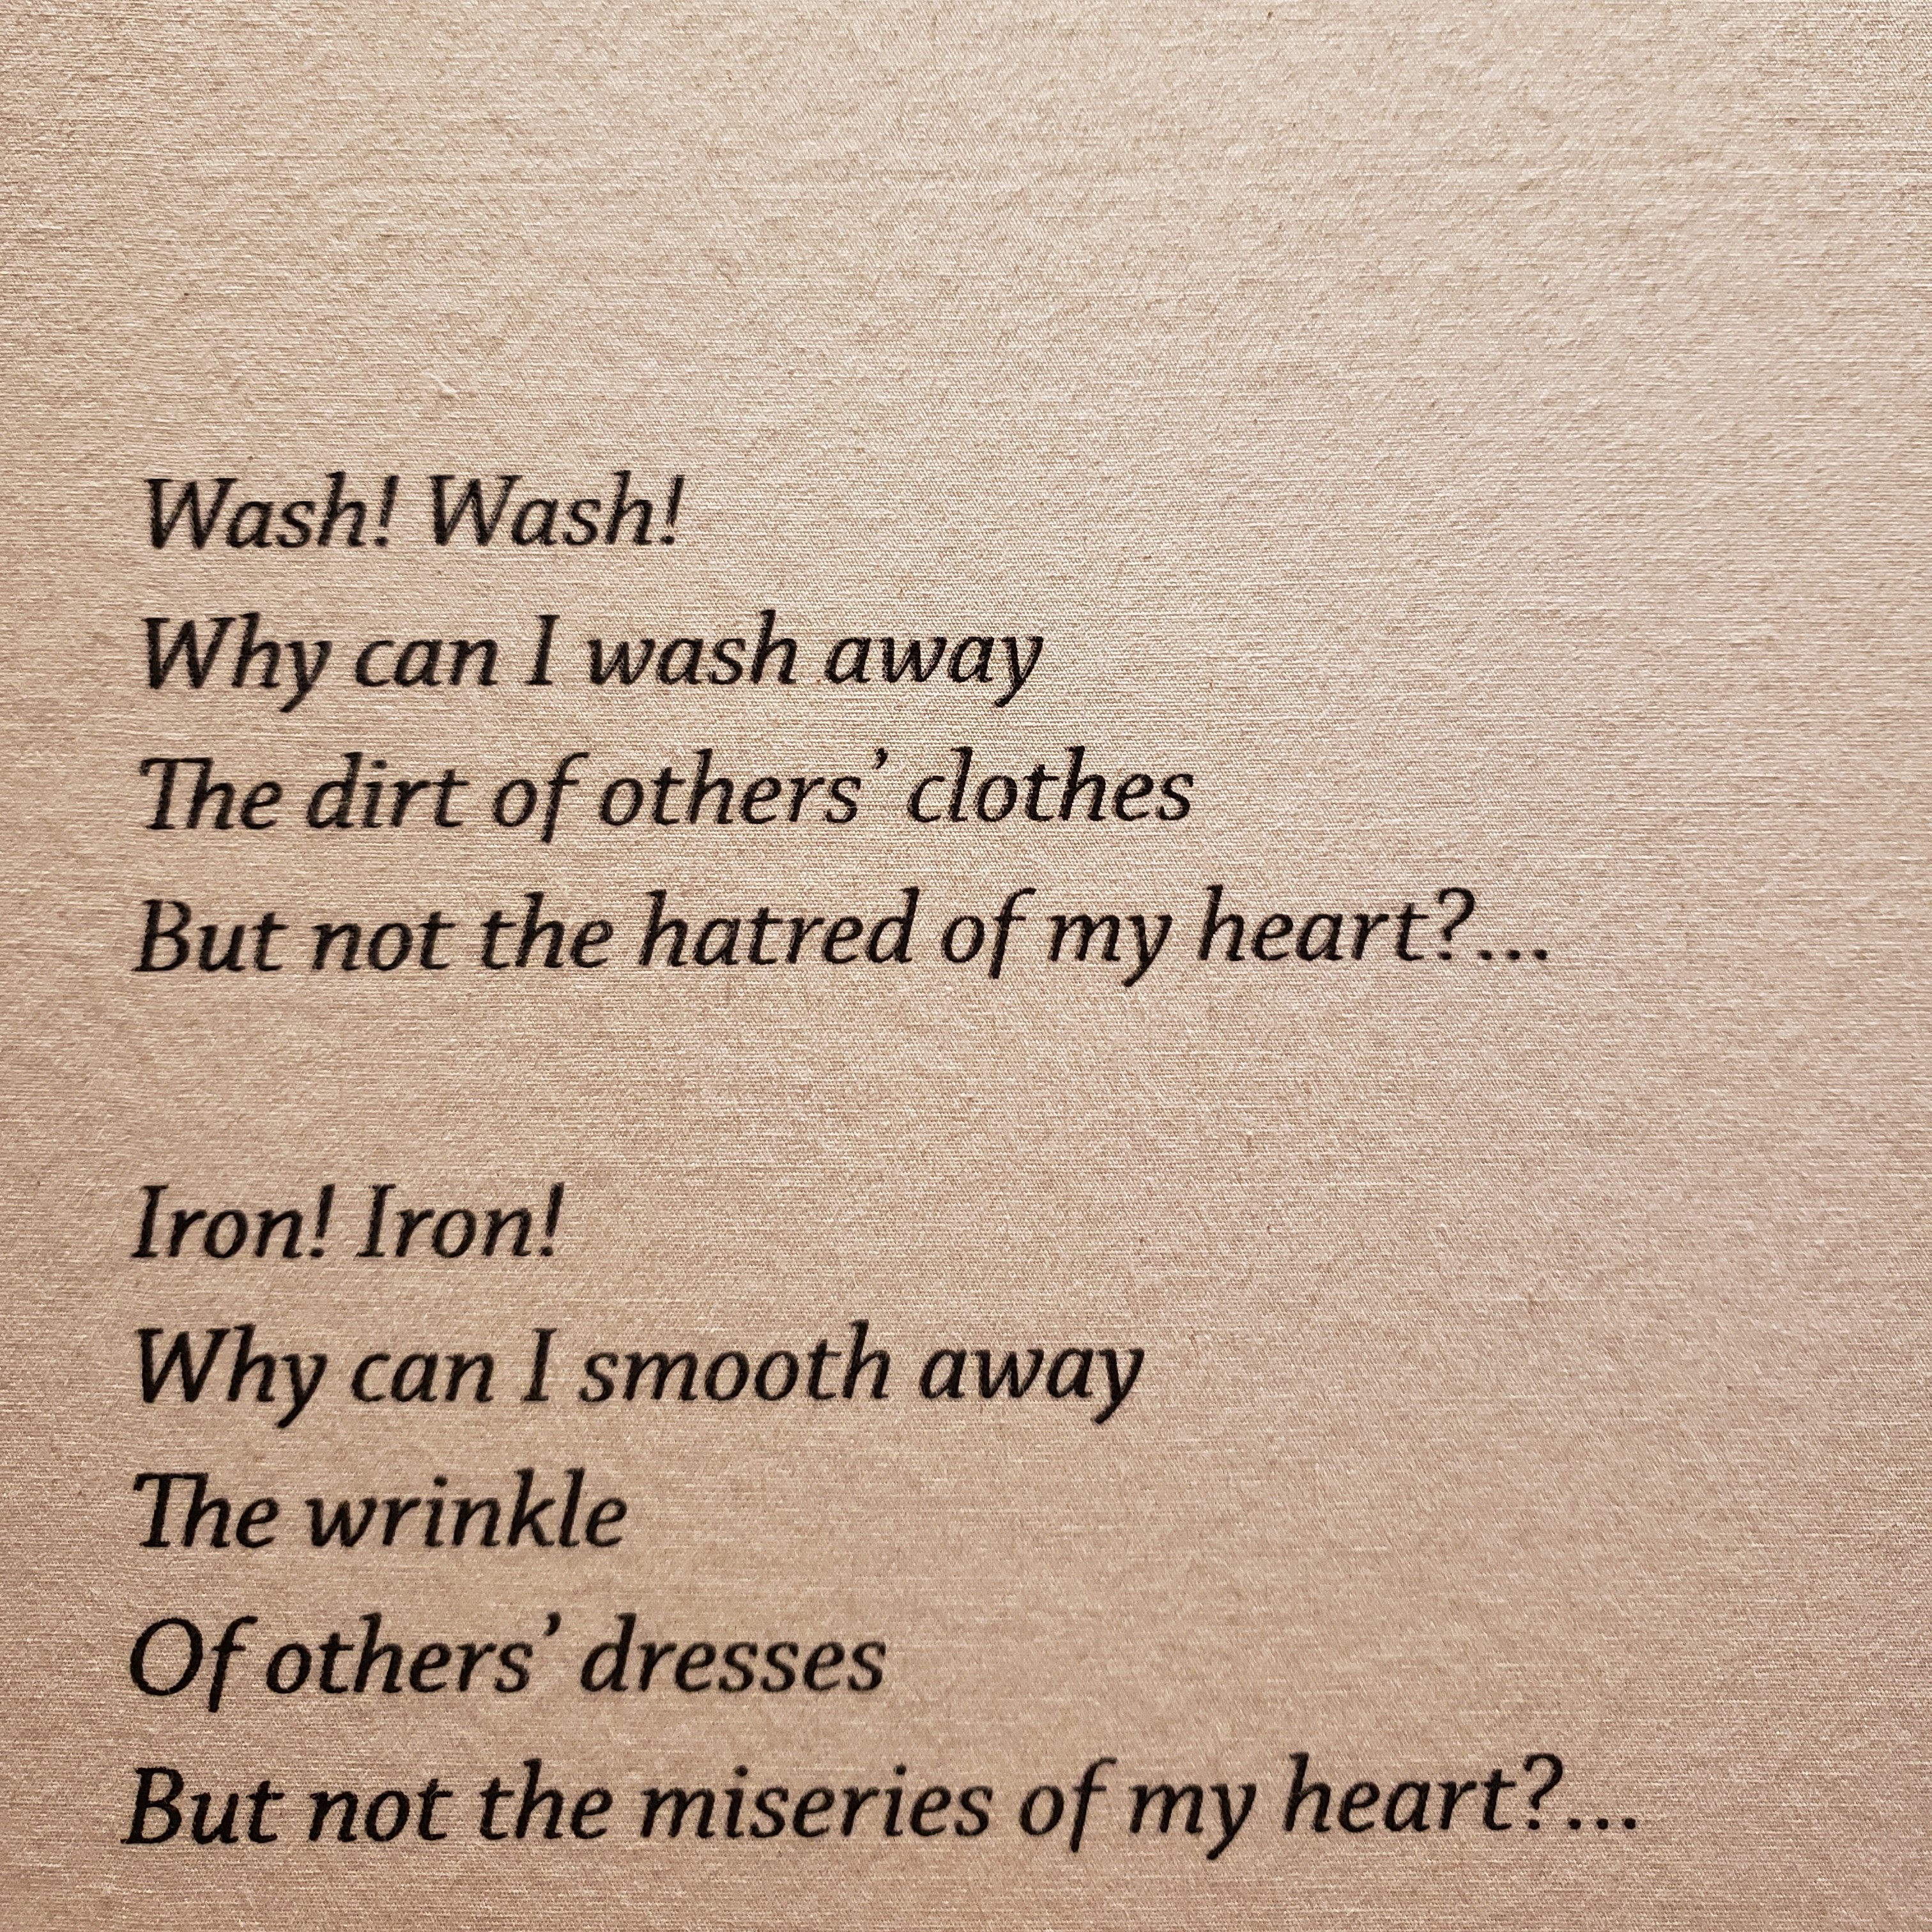 Wash! Wash!
Why can I wash away
The dirt of others’ clothes
But not the hatred of my heart?...
Iron! Iron!
Why can I smooth away
The wrinkle
Of others’ dresses
But not the miseries of my heart?...